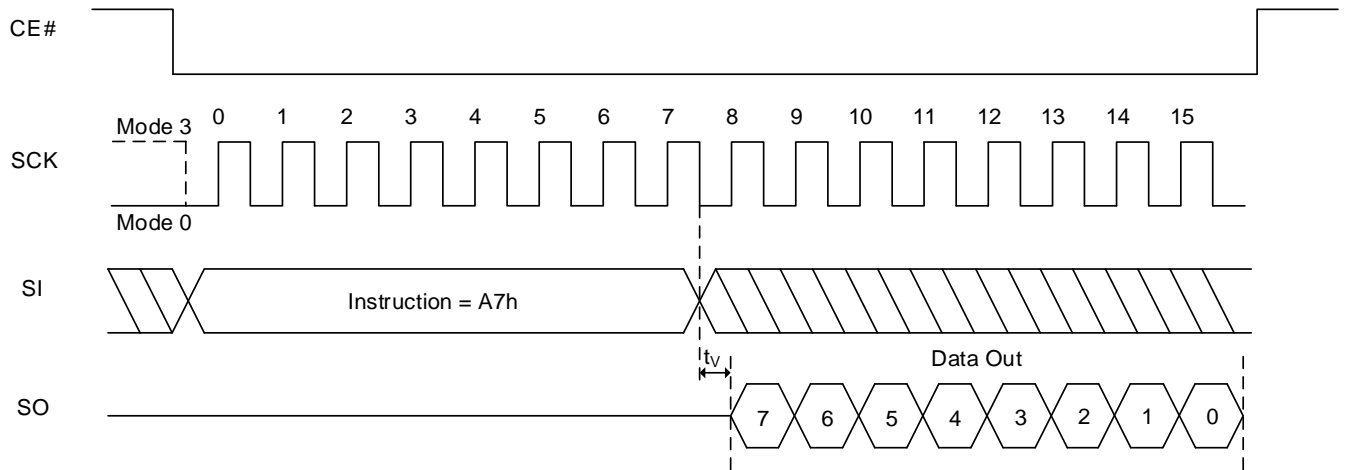 CE#
Mode 3 0 1 2 3 4 5 6 7 8 9 10 11 12 13 14 15
SCK
Mode 0
SI Instruction = A7h
tV Data Out
SO 7 6 5 4 3 2 1 0